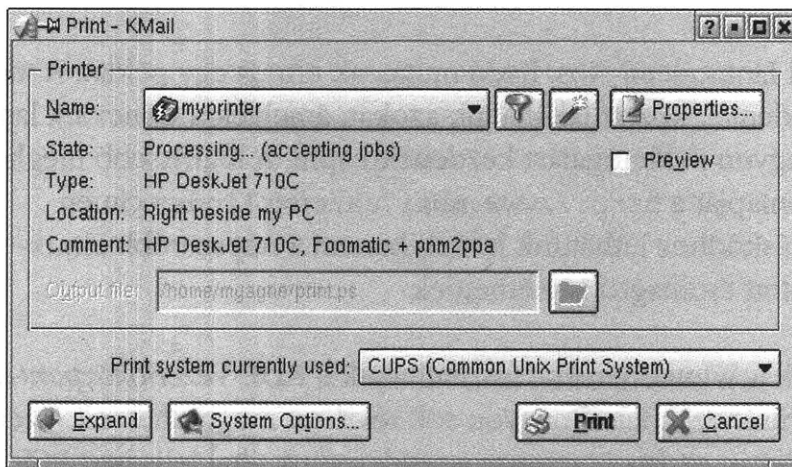 Print - KMail
Printer
Name: myprinter Properties...
State: Processing... (accepting jobs)
Preview
Type: HP DeskJet 710C
Location: Right beside my PC
Comment: HP DeskJet 710C, Foomatic + pnm2ppa
Output file: /home/mgagne/print.ps
Print system currently used: CUPS (Common Unix Print System)
Expand System Options... Print Cancel